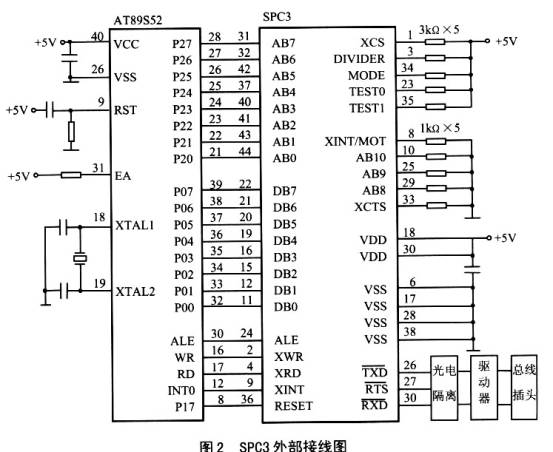 AT89S52 SPC3
+5V 40 VCC P27 28 31 AB7 XCS 1 3kΩ×5 +5V
P26 27 32 AB6 DIVIDER 3
26 VSS P25 26 42 AB5 MODE 34
P24 25 37 AB4 TEST0 23
+5V 9 RST P23 24 40 AB3 TEST1 35
P22 23 41 AB2
P21 22 43 AB1 XINT/MOT 8 1kΩ×5
P20 21 44 AB0 AB10 10
+5V 31 EA AB9 25
P07 39 22 DB7 AB8 29
P06 38 21 DB6 XCTS 33
18 XTAL1 P05 37 20 DB5
P04 36 19 DB4 VDD 18 +5V
P03 35 16 DB3 VDD 30
P02 34 15 DB2
19 XTAL2 P01 33 12 DB1 VSS 6
P00 32 11 DB0 VSS 17
VSS 28
ALE 30 24 ALE VSS 38
WR 16 2 XWR
RD 17 4 XRD TXD 26 光电隔离 驱动器 总线插头
INT0 12 9 XINT RTS 27
P17 8 36 RESET RXD 30
图2 SPC3外部接线图